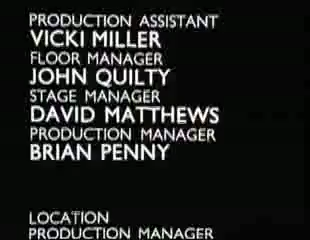 PRODUCTION ASSISTANT
VICKI MILLER
FLOOR MANAGER
JOHN QUILTY
STAGE MANAGER
DAVID MATTHEWS
PRODUCTION MANAGER
BRIAN PENNY
LOCATION
PRODUCTION MANAGER